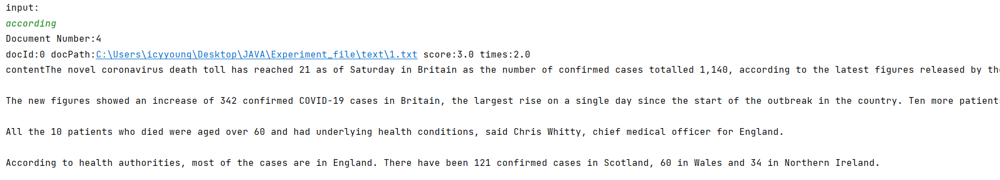 input:
according
Document Number:4
docId:0 docPath:C:\Users\icyyoung\Desktop\JAVA\Experiment_file\text\1.txt score:3.0 times:2.0
contentThe novel coronavirus death toll has reached 21 as of Saturday in Britain as the number of confirmed cases totalled 1,140, according to the latest figures released by
The new figures showed an increase of 342 confirmed COVID-19 cases in Britain, the largest rise on a single day since the start of the outbreak in the country. Ten more
All the 10 patients who died were aged over 60 and had underlying health conditions, said Chris Whitty, chief medical officer for England.
According to health authorities, most of the cases are in England. There have been 121 confirmed cases in Scotland, 60 in Wales and 34 in Northern Ireland.